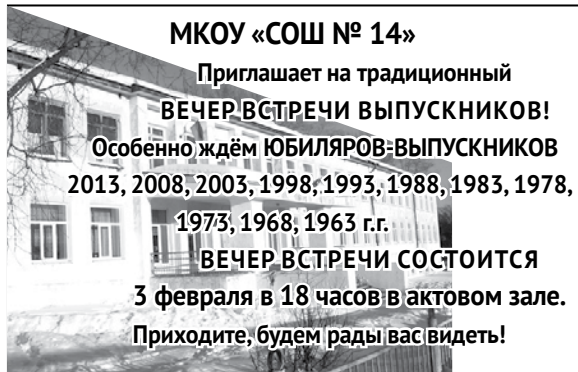 МКОУ «СОШ № 14»
Приглашает на традиционный
ВЕЧЕР ВСТРЕЧИ ВЫПУСКНИКОВ!
Особенно ждём ЮБИЛЯРОВ-ВЫПУСКНИКОВ
2013, 2008, 2003, 1998, 1993, 1988, 1983, 1978,
1973, 1968, 1963 г.г.
ВЕЧЕР ВСТРЕЧИ СОСТОИТСЯ
3 февраля в 18 часов в актовом зале.
Приходите, будем рады вас видеть!